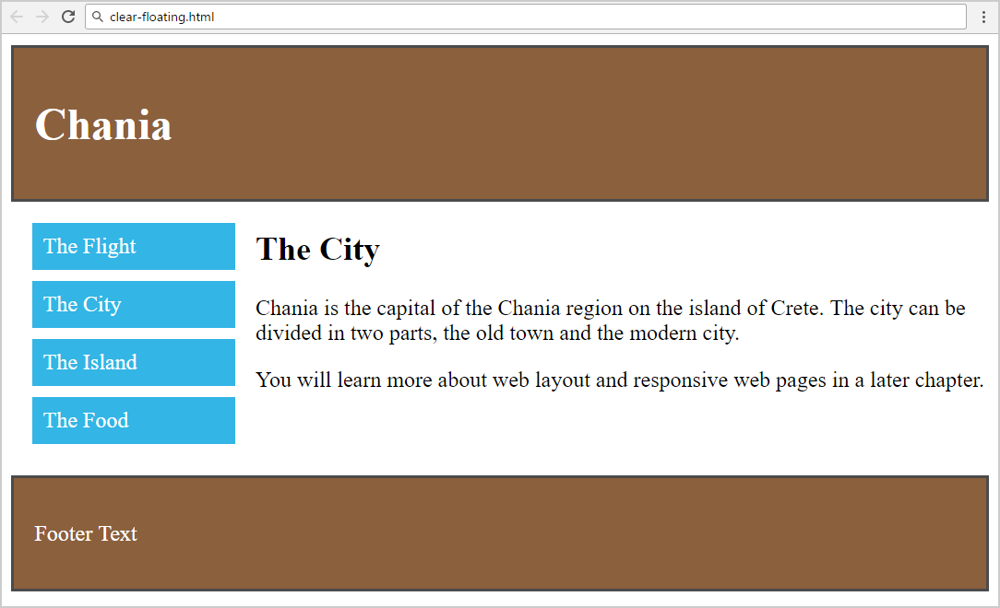 clear-floating.html
Chania
The Flight
The City
The Island
The Food
The City
Chania is the capital of the Chania region on the island of Crete. The city can be
divided in two parts, the old town and the modern city.
You will learn more about web layout and responsive web pages in a later chapter.
Footer Text